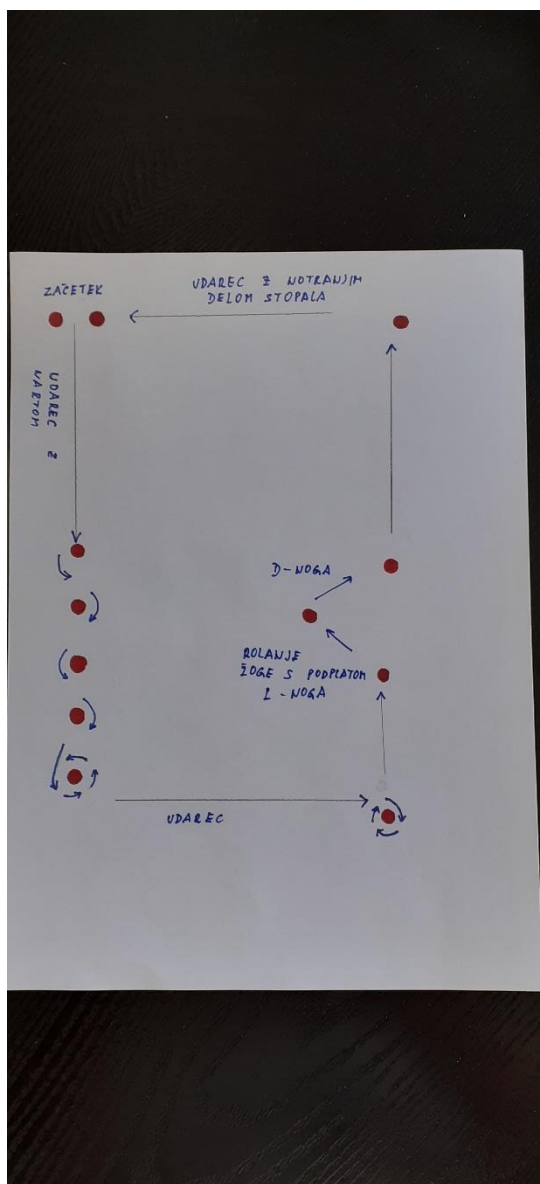 ZAČETEK
UDAREC Z NOTRANJIM
DELOM STOPALA
UDAREC Z
NARTOM
D-NOGA
ROLANJE
ŽOGE S PODPLATOM
L-NOGA
UDAREC